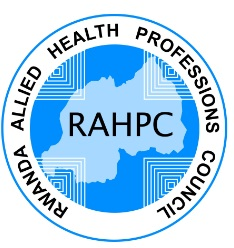 RWANDA ALLIED HEALTH PROFESSIONS COUNCIL
RAHPC